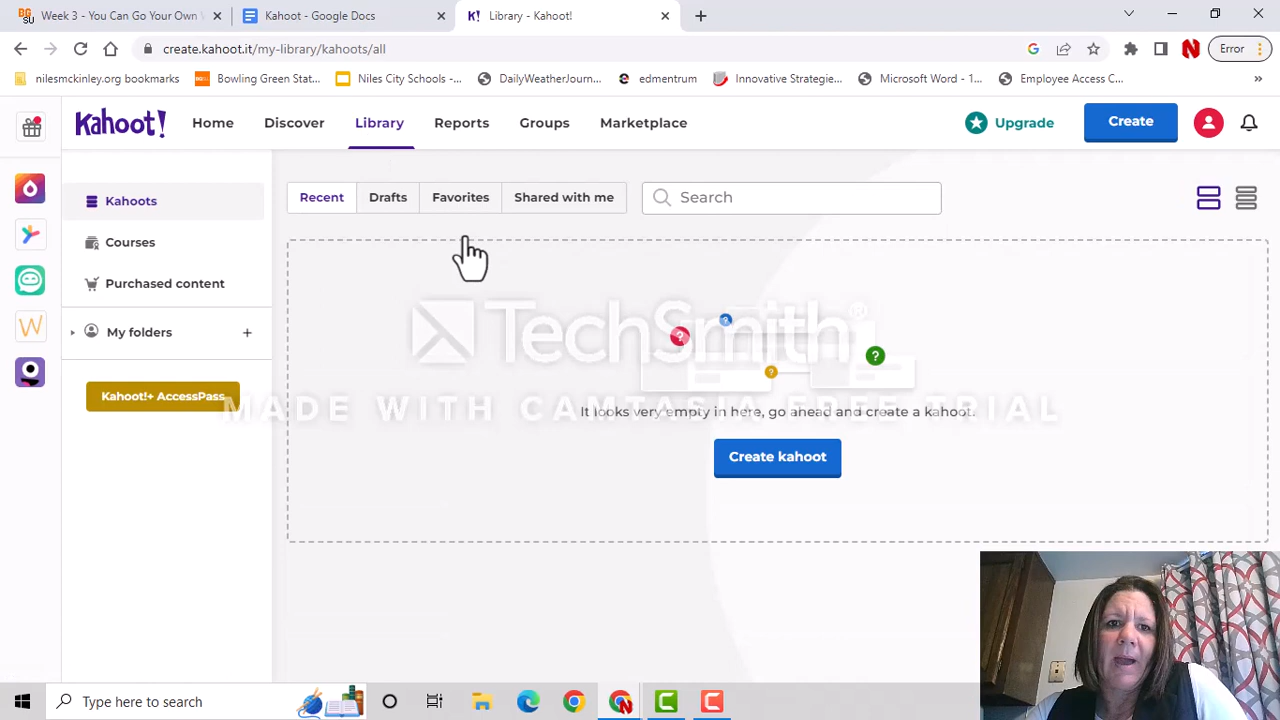 Week 3 - You Can Go Your Own
Kahoot - Google Docs
Library - Kahoot!
create.kahoot.it/my-library/kahoots/all
Error
nilesmckinley.org bookmarks
Bowling Green Stat...
Niles City Schools -...
DailyWeatherJourn...
edmentrum
Innovative Strategie...
Microsoft Word - 1...
Employee Access C...
Kahoot!
Home
Discover
Library
Reports
Groups
Marketplace
Upgrade
Create
Kahoots
Courses
Purchased content
My folders
Kahoot!+ AccessPass
Recent
Drafts
Favorites
Shared with me
Search
TechSmith®
MADE WITH CAMTASIA FREE TRIAL
It looks very empty in here, go ahead and create a kahoot.
Create kahoot
Type here to search